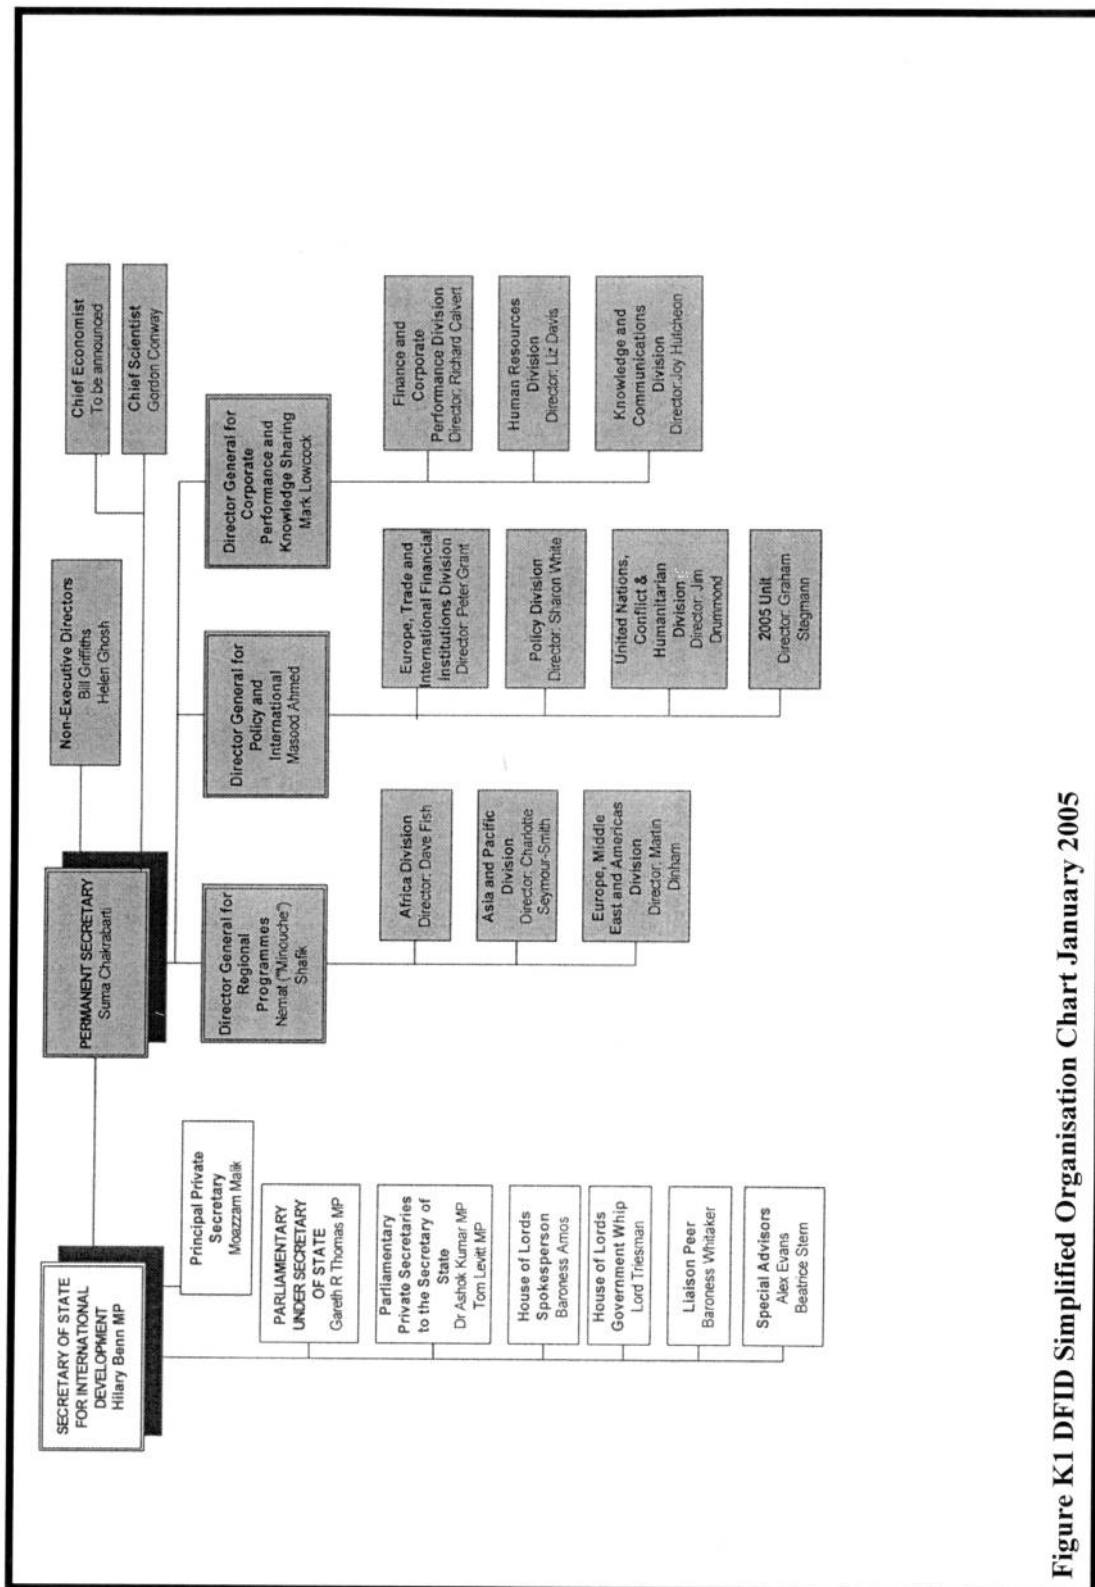 SECRETARY OF STATE
FOR INTERNATIONAL
DEVELOPMENT
Hilary Benn MP
Principal Private
Secretary
Moazzam Malik
PARLIAMENTARY
UNDER SECRETARY
OF STATE
Gareth R Thomas MP
Parliamentary
Private Secretaries
to the Secretary of
State
Dr Ashok Kumar MP
Tom Levitt MP
House of Lords
Spokesperson
Baroness Amos
House of Lords
Government Whip
Lord Triesman
Liaison Peer
Baroness Whitaker
Special Advisors
Alex Evans
Beatrice Stern
PERMANENT SECRETARY
Suma Chakrabarti
Non-Executive Directors
Bill Griffiths
Helen Ghosh
Chief Economist
To be announced
Chief Scientist
Gordon Conway
Director General for
Regional
Programmes
Nemat ("Minouche")
Shafik
Africa Division
Director: Dave Fish
Asia and Pacific
Division
Director: Charlotte
Seymour-Smith
Europe, Middle
East and Americas
Division
Director: Martin
Dinham
Director General for
Policy and
International
Masood Ahmed
Europe, Trade and
International Financial
Institutions Division
Director: Peter Grant
Policy Division
Director: Sharon White
United Nations,
Conflict &
Humanitarian
Division
Director: Jim
Drummond
2005 Unit
Director: Graham
Stegmann
Director General for
Corporate
Performance and
Knowledge Sharing
Mark Lowcock
Finance and
Corporate
Performance Division
Director: Richard Calvert
Human Resources
Division
Director: Liz Davis
Knowledge and
Communications
Division
Director:Joy Hutcheon
Figure K1 DFID Simplified Organisation Chart January 2005